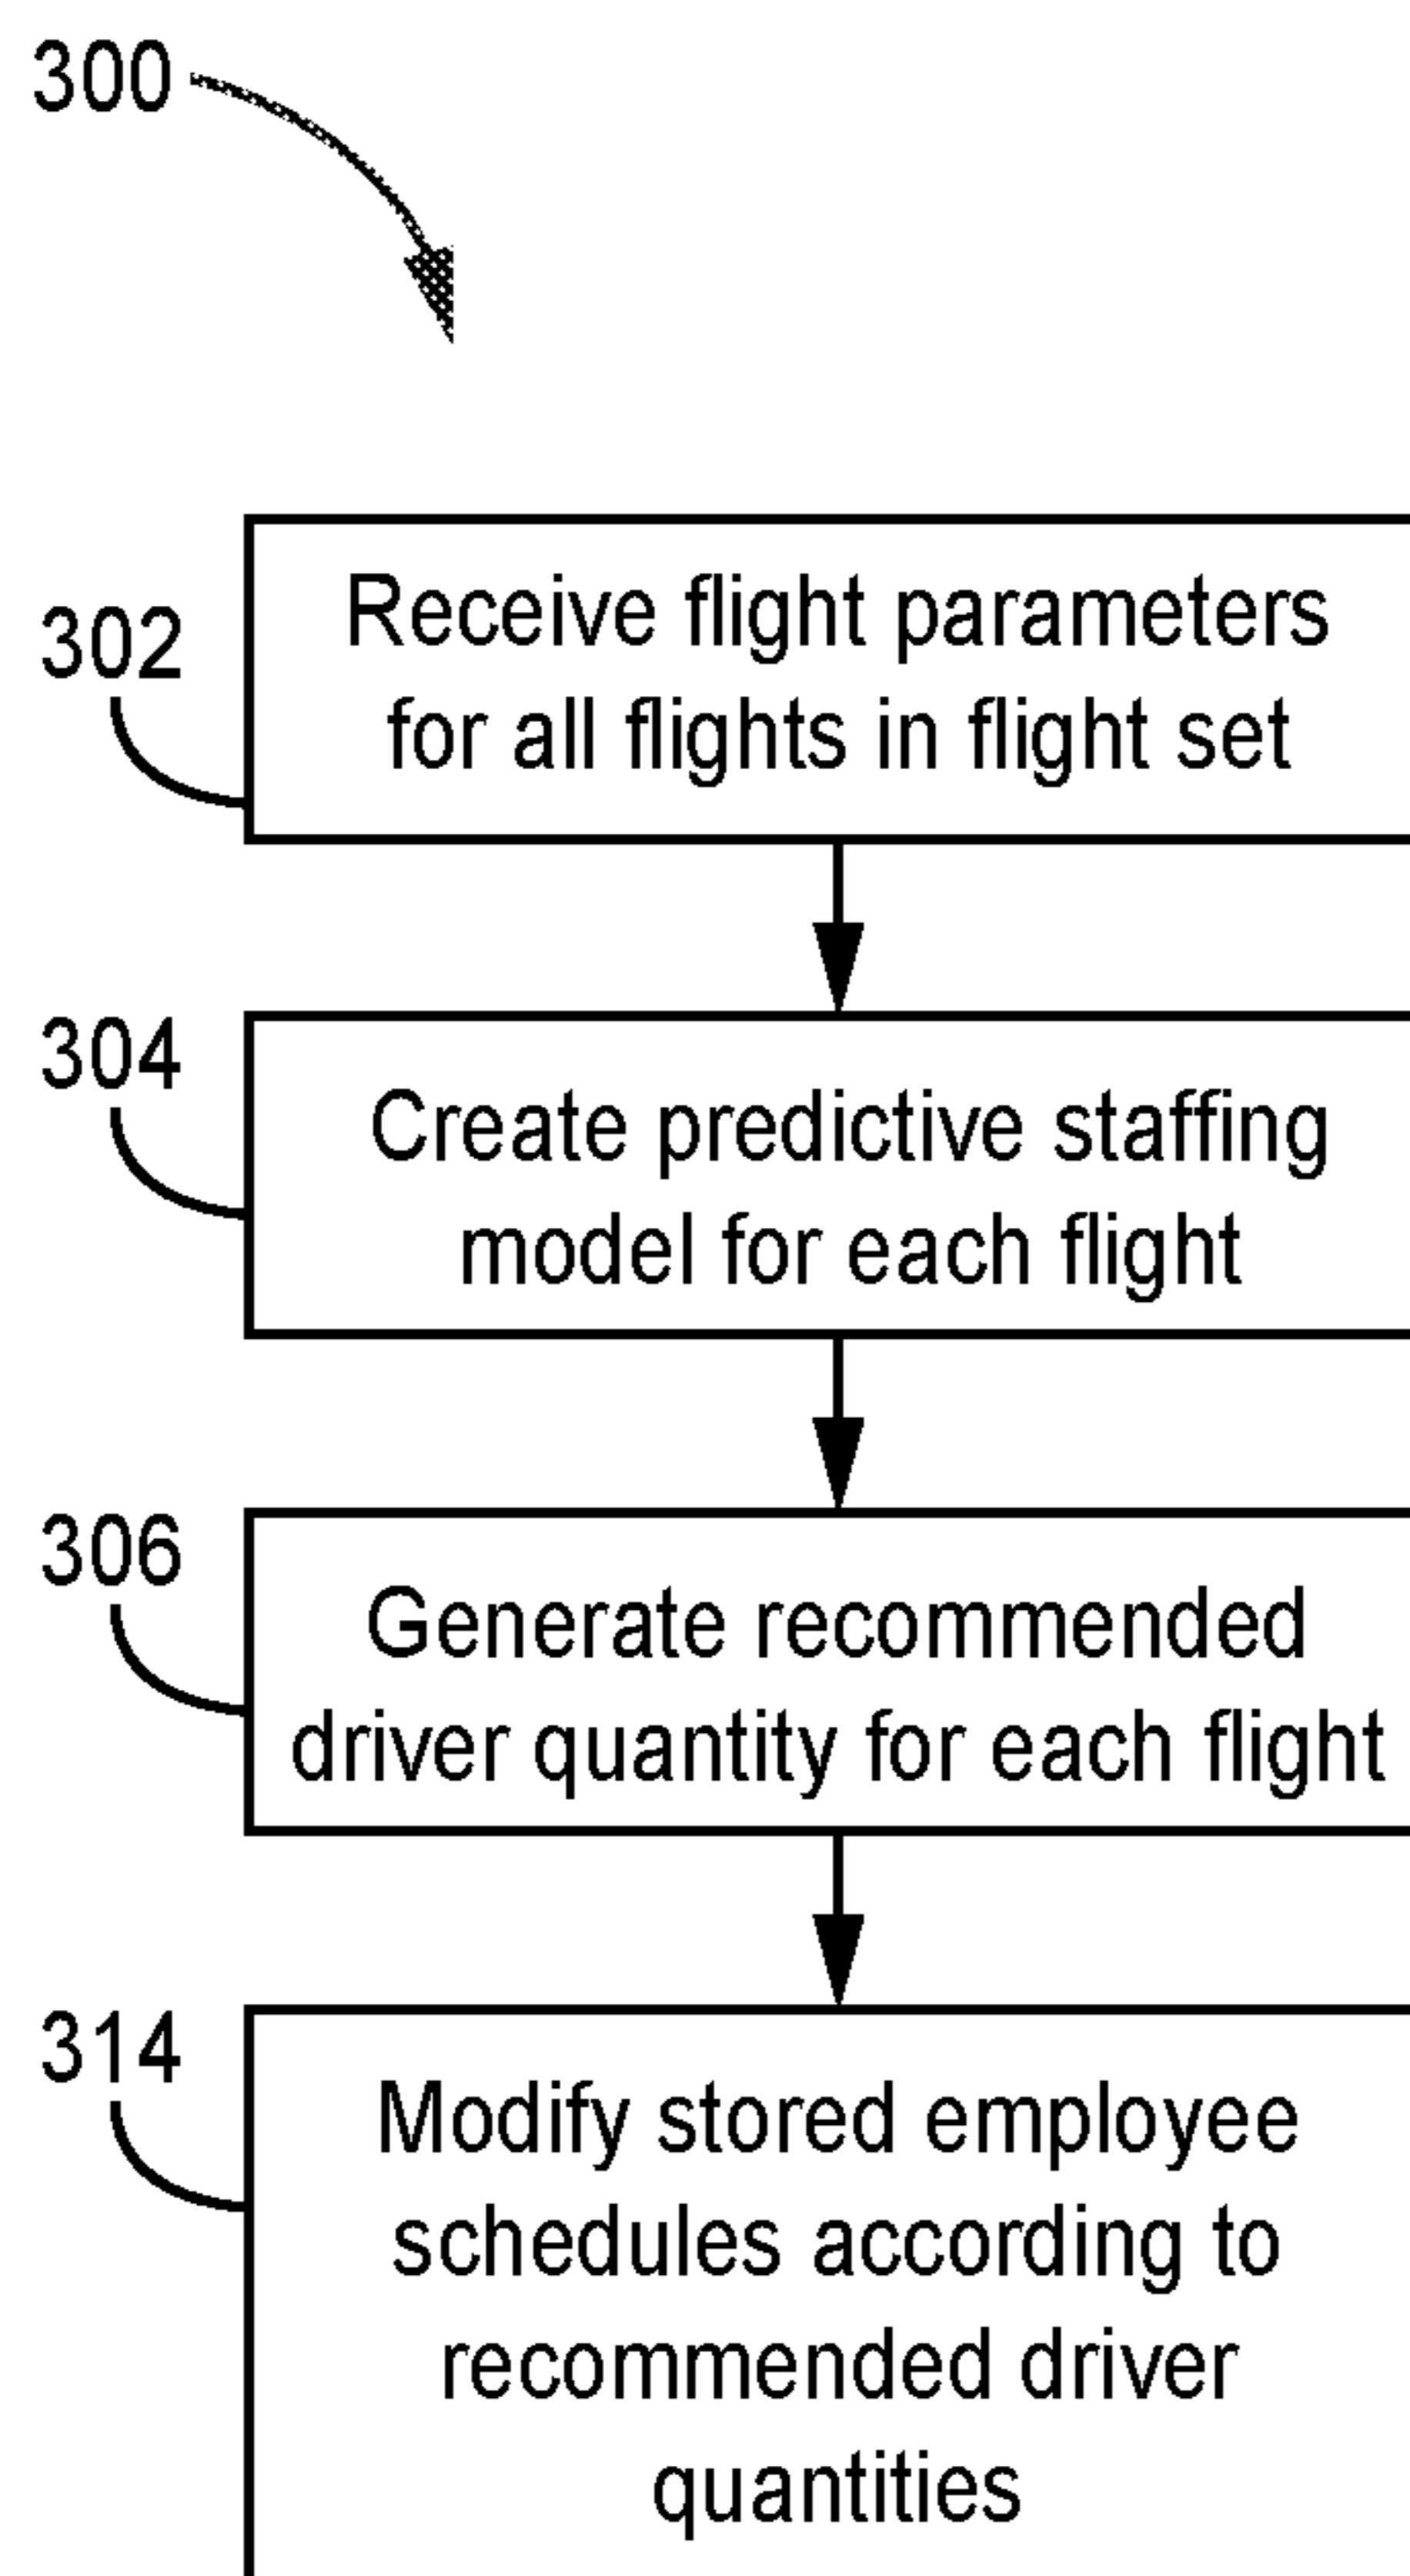 300
302
Receive flight parameters
for all flights in flight set
304
Create predictive staffing
model for each flight
306
Generate recommended
driver quantity for each flight
314
Modify stored employee
schedules according to
recommended driver
quantities